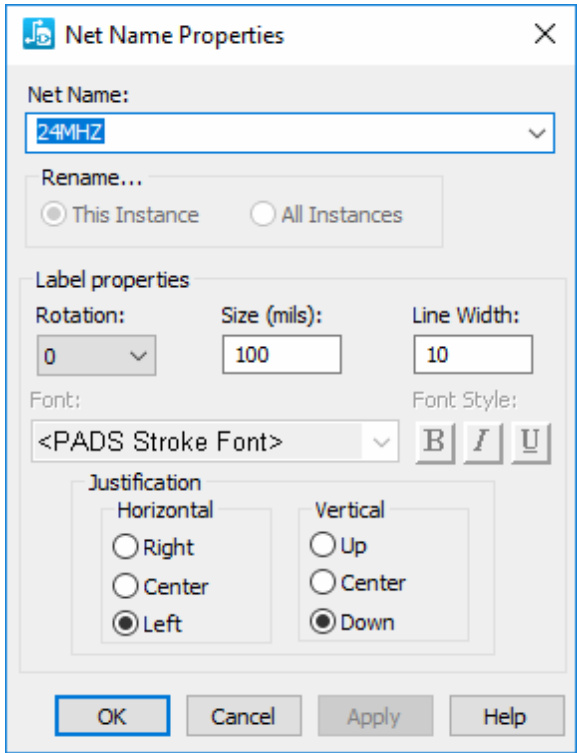 Net Name Properties
Net Name:
24MHZ
Rename...
This Instance All Instances
Label properties
Rotation: Size (mils): Line Width:
0 100 10
Font: Font Style:
<PADS Stroke Font> B I U
Justification
Horizontal Vertical
Right Up
Center Center
Left Down
OK Cancel Apply Help